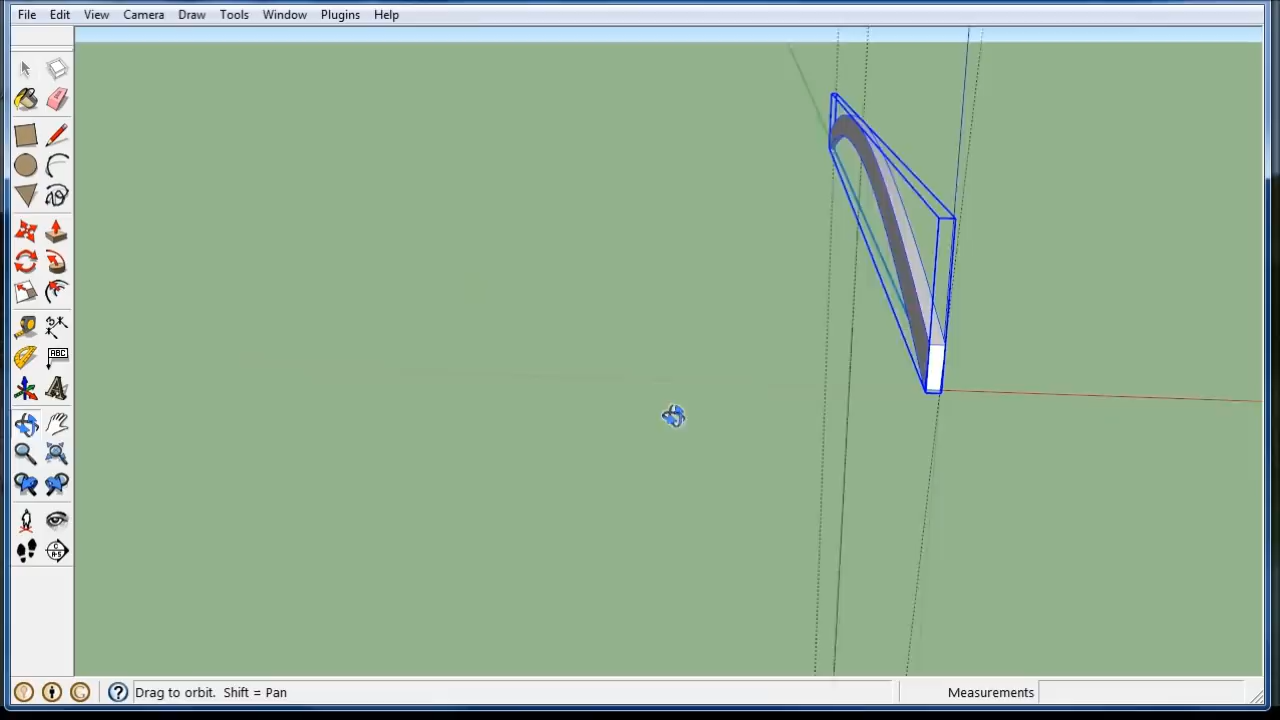 File Edit View Camera Draw Tools Window Plugins Help
ABC
A
Drag to orbit. Shift = Pan
Measurements